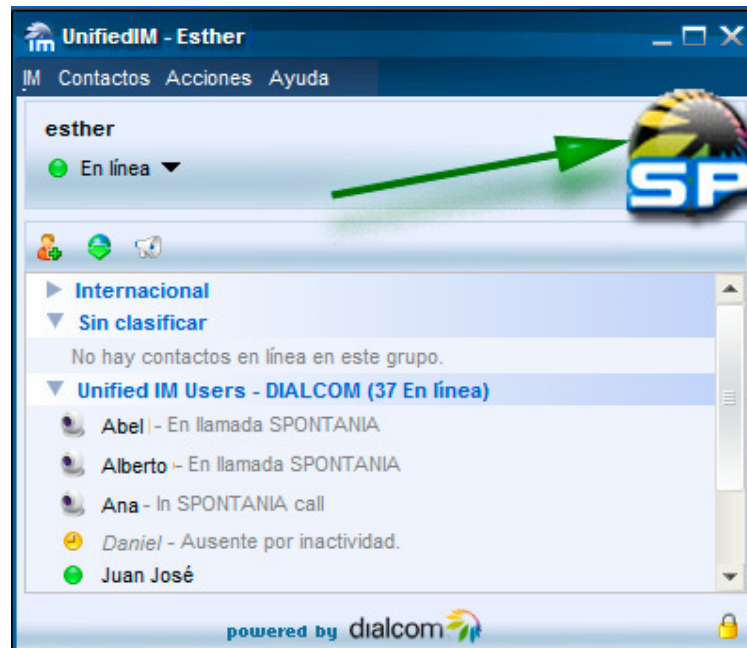 im UnifiedIM - Esther
IM Contactos Acciones Ayuda
esther
En línea
SP
Internacional
Sin clasificar
No hay contactos en línea en este grupo.
Unified IM Users - DIALCOM (37 En línea)
Abel - En llamada SPONTANIA
Alberto - En llamada SPONTANIA
Ana - In SPONTANIA call
Daniel - Ausente por inactividad.
Juan José
powered by dialcom